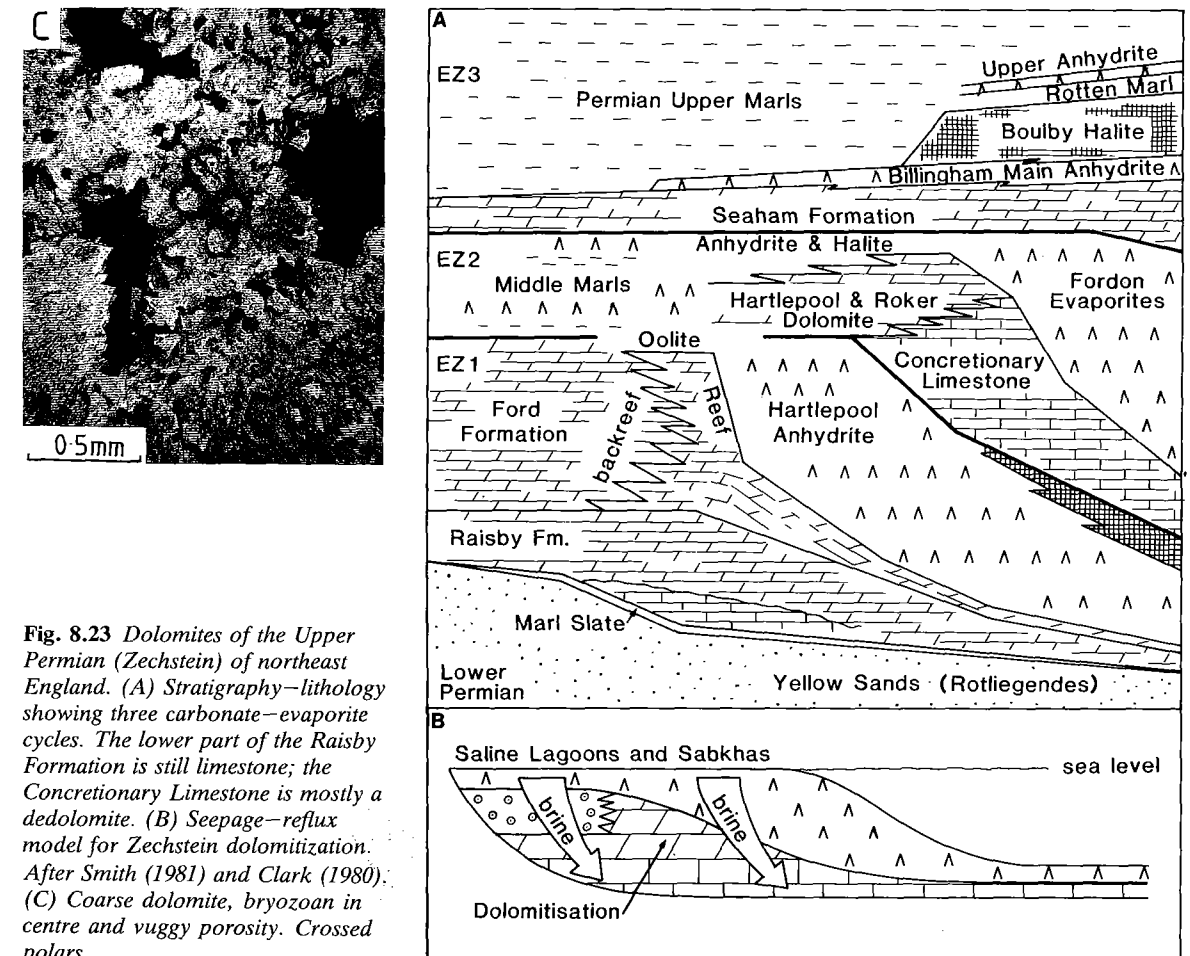 C
0·5mm
Fig. 8.23 Dolomites of the Upper
Permian (Zechstein) of northeast
England. (A) Stratigraphy–lithology
showing three carbonate–evaporite
cycles. The lower part of the Raisby
Formation is still limestone; the
Concretionary Limestone is mostly a
dedolomite. (B) Seepage–reflux
model for Zechstein dolomitization.
After Smith (1981) and Clark (1980).
(C) Coarse dolomite, bryozoan in
centre and vuggy porosity. Crossed
polars
A
EZ3
Permian Upper Marls
Upper Anhydrite
Rotten Marl
Boulby Halite
Billingham Main Anhydrite
Seaham Formation
Anhydrite & Halite
EZ2
Middle Marls
Hartlepool & Roker
Dolomite
Fordon
Evaporites
Oolite
Concretionary
Limestone
EZ1
Ford
Formation
backreef
Reef
Hartlepool
Anhydrite
Raisby Fm.
Marl Slate
Lower
Permian
Yellow Sands (Rotliegendes)
B
Saline Lagoons and Sabkhas
sea level
brine
brine
Dolomitisation